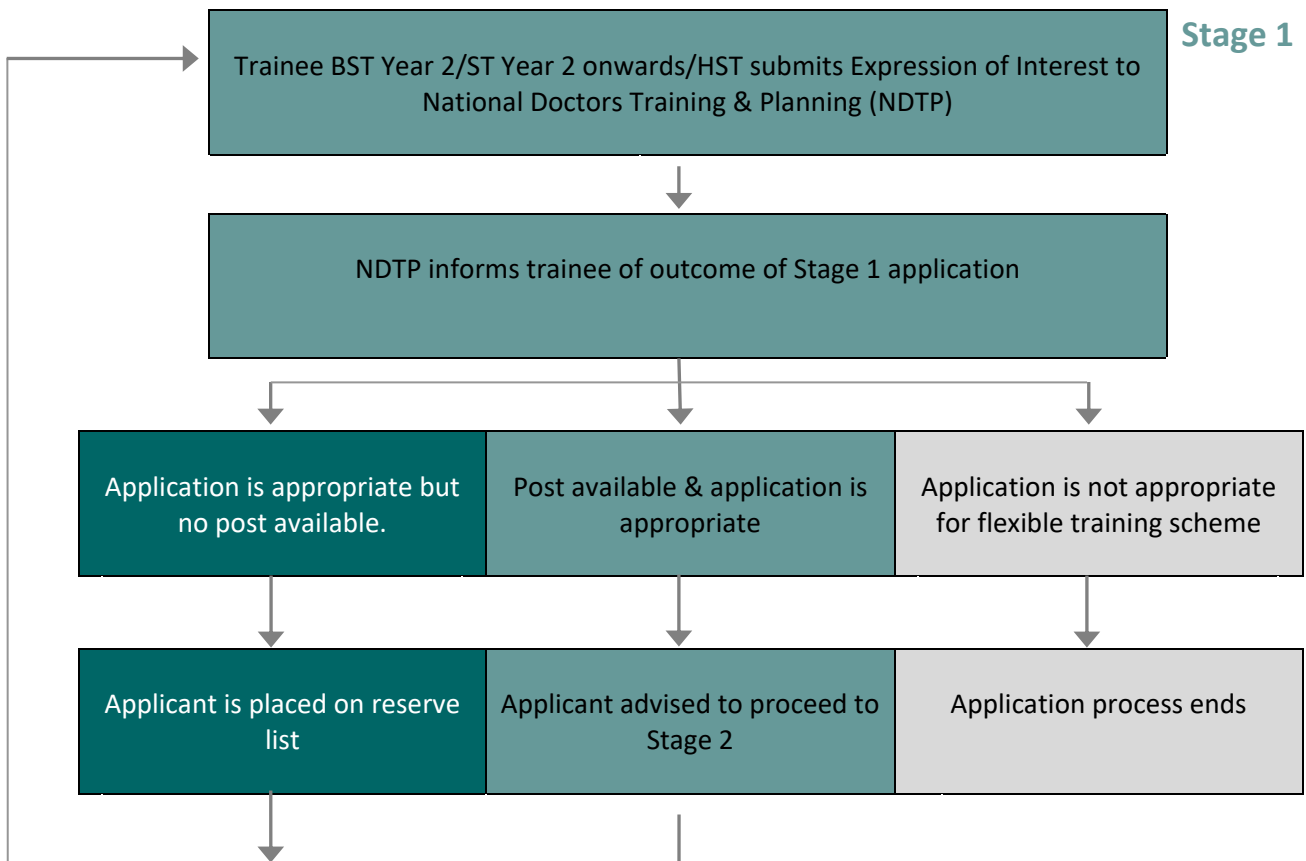 Stage 1
Trainee BST Year 2/ST Year 2 onwards/HST submits Expression of Interest to
National Doctors Training & Planning (NDTP)
NDTP informs trainee of outcome of Stage 1 application
Application is appropriate but
no post available.
Post available & application is
appropriate
Application is not appropriate
for flexible training scheme
Applicant is placed on reserve
list
Applicant advised to proceed to
Stage 2
Application process ends